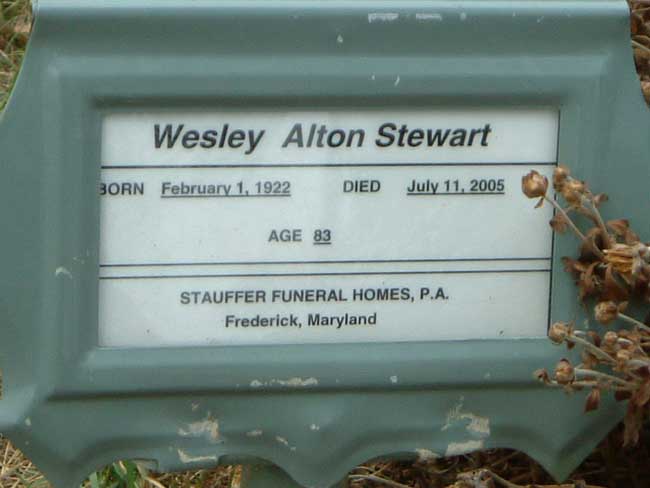 Wesley Alton Stewart
BORN February 1, 1922 DIED July 11, 2005
AGE 83
STAUFFER FUNERAL HOMES, P.A.
Frederick, Maryland